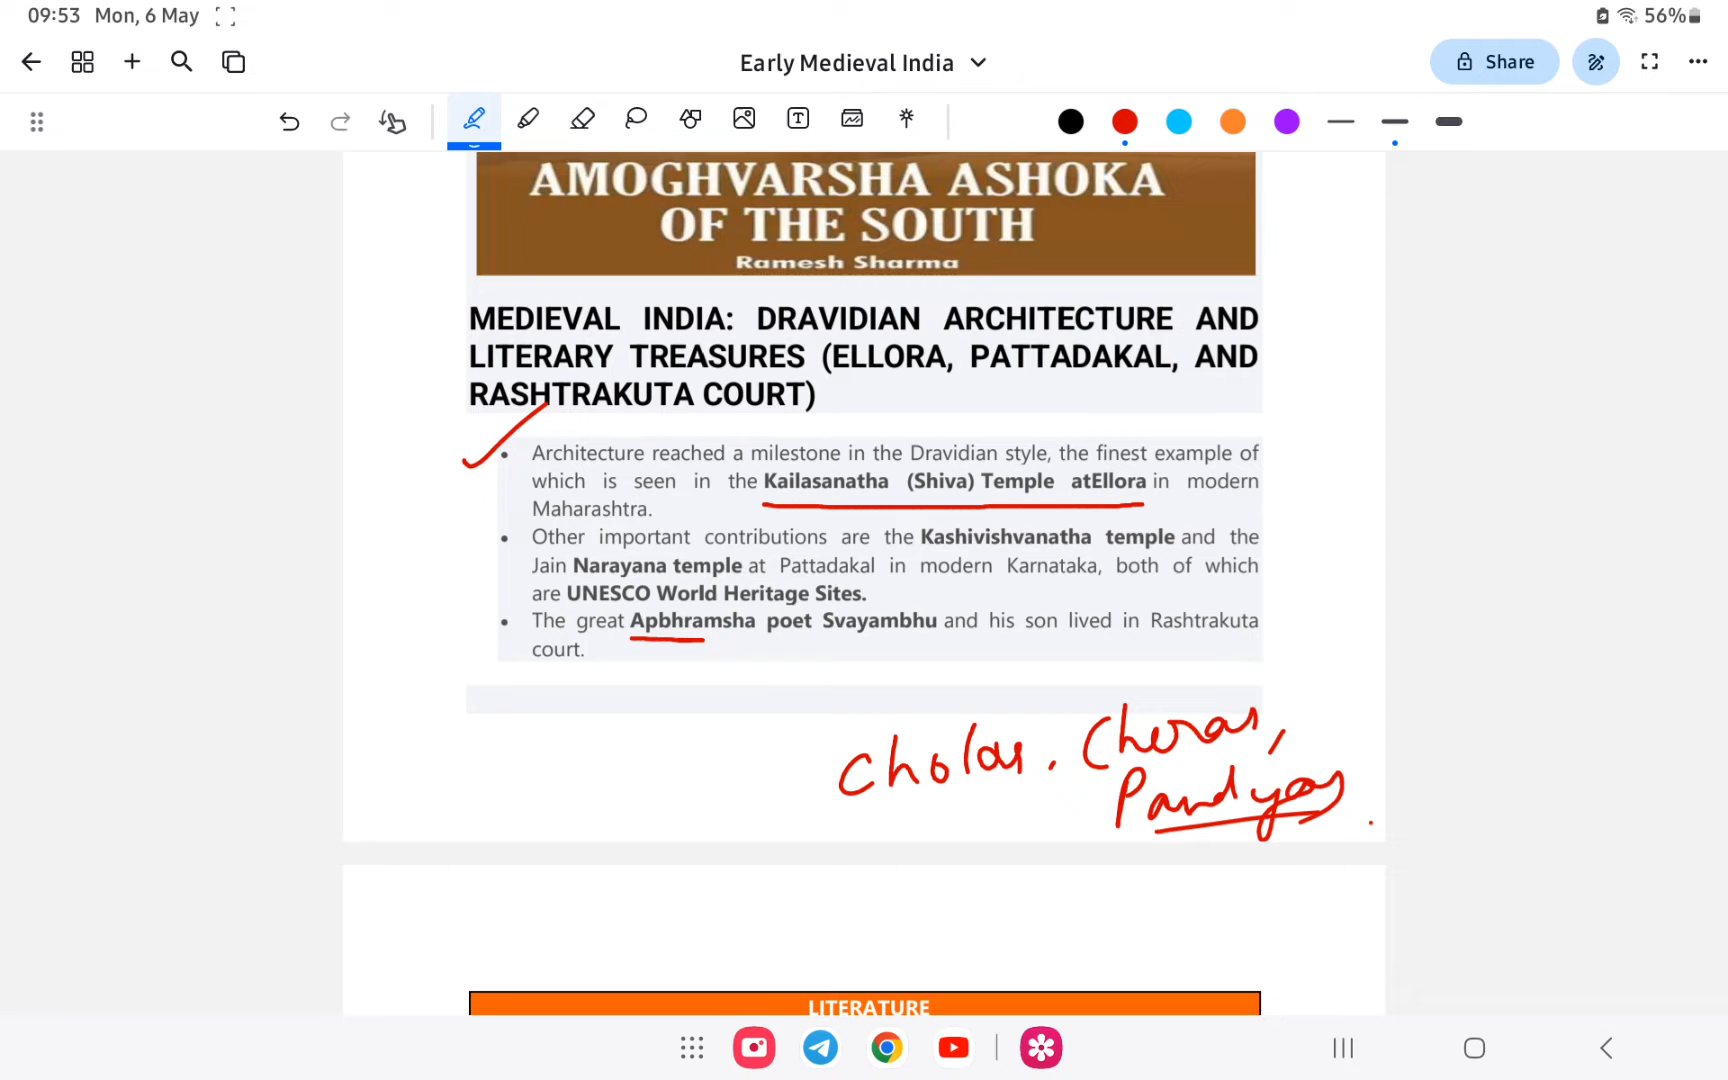 09:53 Mon, 6 May
56%
Early Medieval India
Share
AMOGHVARSHA ASHOKA
OF THE SOUTH
Ramesh Sharma
MEDIEVAL INDIA: DRAVIDIAN ARCHITECTURE AND
LITERARY TREASURES (ELLORA, PATTADAKAL, AND
RASHTRAKUTA COURT)
• Architecture reached a milestone in the Dravidian style, the finest example of
which is seen in the Kailasanatha (Shiva) Temple atEllora in modern
Maharashtra.
• Other important contributions are the Kashivishvanatha temple and the
Jain Narayana temple at Pattadakal in modern Karnataka, both of which
are UNESCO World Heritage Sites.
• The great Apbhramsha poet Svayambhu and his son lived in Rashtrakuta
court.
Cholas. Cheras,
Pandyas.
LITERATURE